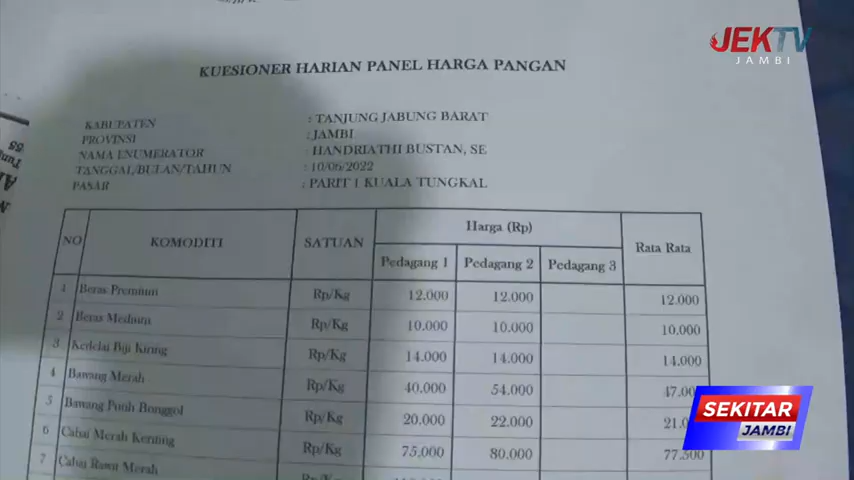 JEKTV
JAMBI
KUESIONER HARIAN PANEL HARGA PANGAN
KABUPATEN : TANJUNG JABUNG BARAT
PROVINSI : JAMBI
NAMA ENUMERATOR : HANDRIATHI BUSTAN, SE
TANGGAL/BULAN/TAHUN : 10/06/2022
PASAR : PARIT 1 KUALA TUNGKAL
NO KOMODITI SATUAN Harga (Rp) Rata Rata
Pedagang 1 Pedagang 2 Pedagang 3
1 Beras Premium Rp/Kg 12.000 12.000 12.000
2 Beras Medium Rp/Kg 10.000 10.000 10.000
3 Kedelai Biji Kering Rp/Kg 14.000 14.000 14.000
4 Bawang Merah Rp/Kg 40.000 54.000 47.00
5 Bawang Putih Bonggol Rp/Kg 20.000 22.000 21.0
6 Cabai Merah Keriting Rp/Kg 75.000 80.000 77.500
7 Cabai Rawit Merah
SEKITAR
JAMBI